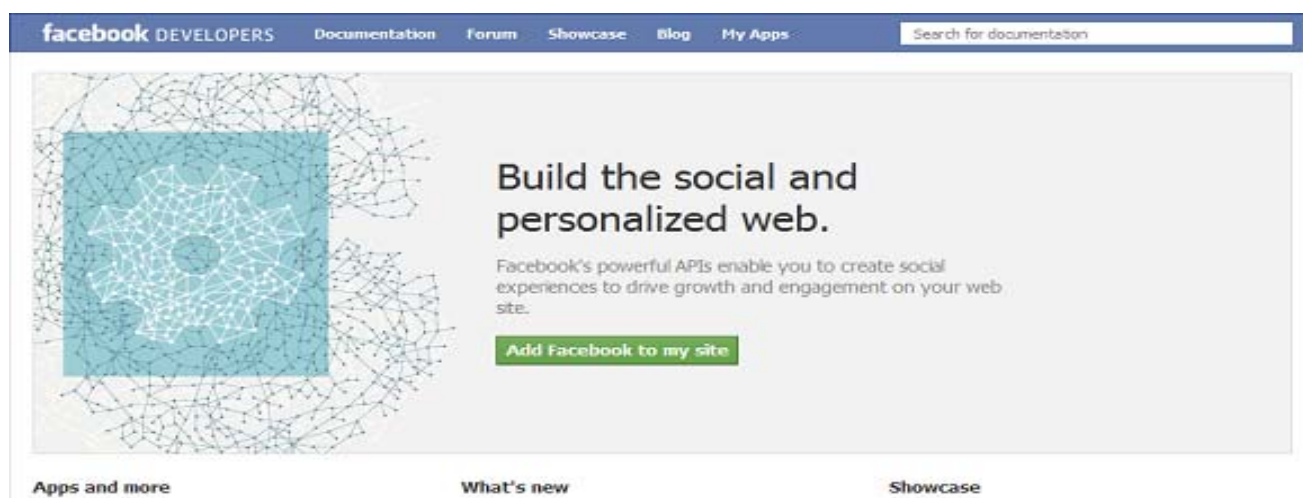 facebook DEVELOPERS Documentation Forum Showcase Blog My Apps Search for documentation
Build the social and
personalized web.
Facebook's powerful APIs enable you to create social
experiences to drive growth and engagement on your web
site.
Add Facebook to my site
Apps and more What's new Showcase